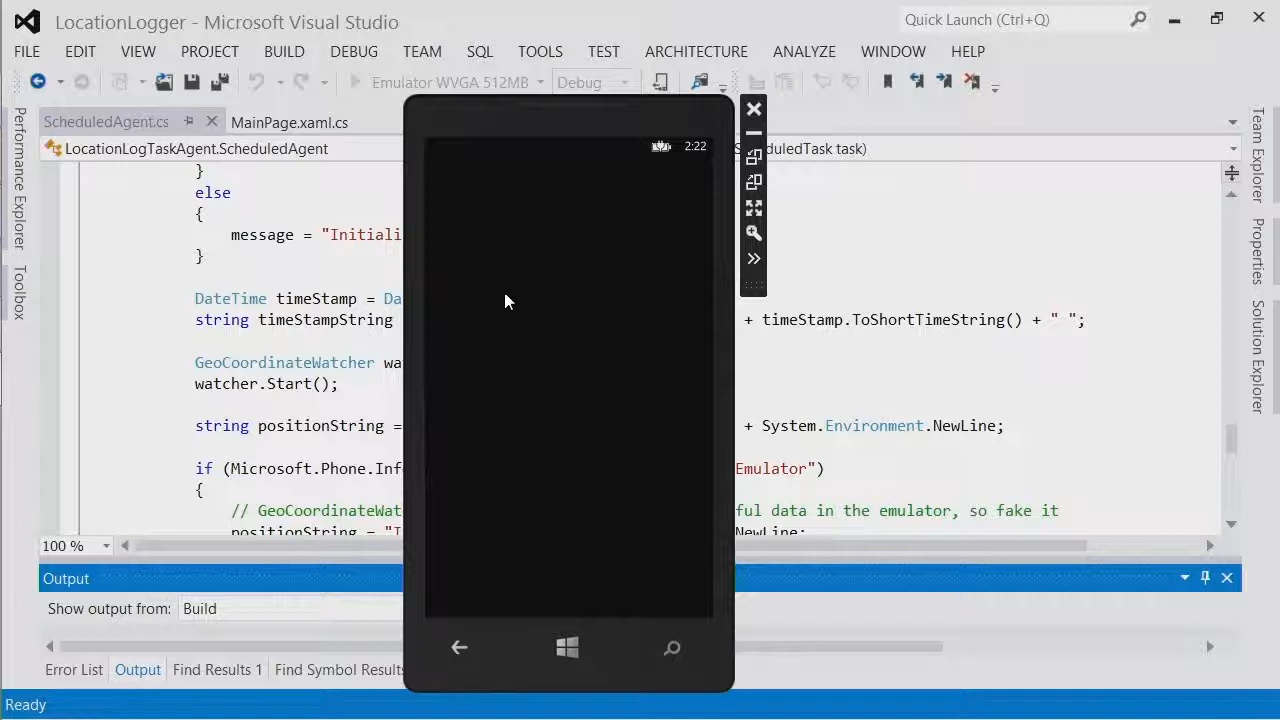 LocationLogger - Microsoft Visual Studio
Quick Launch (Ctrl+Q)
FILE EDIT VIEW PROJECT BUILD DEBUG TEAM SQL TOOLS TEST ARCHITECTURE ANALYZE WINDOW HELP
Emulator WVGA 512MB Debug
ScheduledAgent.cs MainPage.xaml.cs
LocationLogTaskAgent.ScheduledAgent duledTask task)
2:22
Performance Explorer
Toolbox
Team Explorer
Properties
Solution Explorer
}
else
{
message = "Initiali
}
DateTime timeStamp = Da
string timeStampString + timeStamp.ToShortTimeString() + " ";
GeoCoordinateWatcher wa
watcher.Start();
string positionString = + System.Environment.NewLine;
if (Microsoft.Phone.Inf Emulator")
{
// GeoCoordinateWat ful data in the emulator, so fake it
positionString = "I NewLine;
100 %
Output
Show output from: Build
Error List Output Find Results 1 Find Symbol Results
Ready